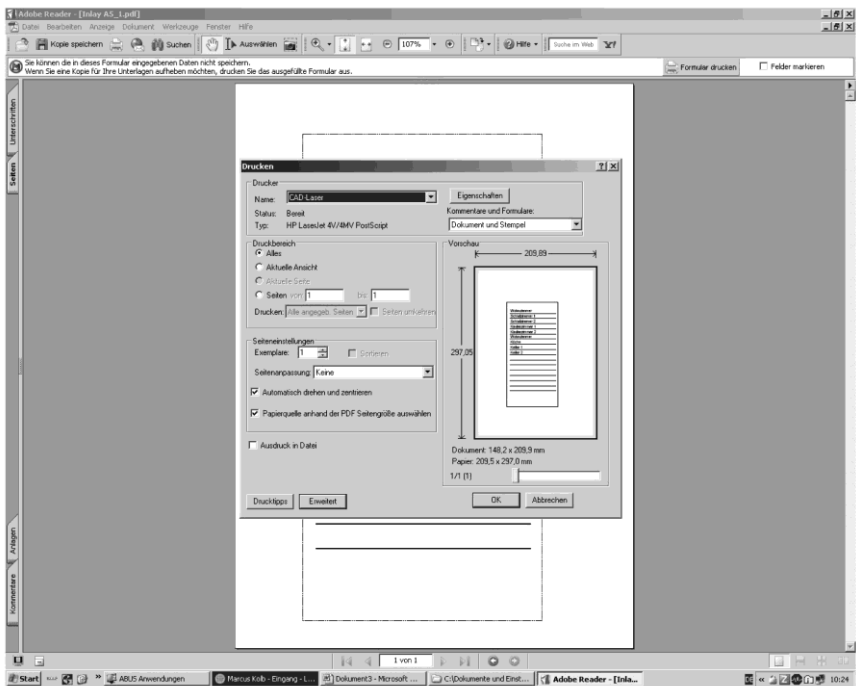 Adobe Reader - [Inlay AS_1.pdf]
Datei Bearbeiten Anzeige Dokument Werkzeuge Fenster Hilfe
Kopie speichern Suchen Auswählen 107% Hilfe Suche im Web
Sie können die in dieses Formular eingegebenen Daten nicht speichern.
Wenn Sie eine Kopie für Ihre Unterlagen aufheben möchten, drucken Sie das ausgefüllte Formular aus.
Formular drucken Felder markieren
Unterschriften
Seiten
Anlagen
Kommentare
Drucken
Drucker
Name: CAD-Laser
Eigenschaften
Status: Bereit
Kommentare und Formulare:
Typ: HP LaserJet 4V/4MV PostScript
Dokument und Stempel
Druckbereich
Alles
Aktuelle Ansicht
Aktuelle Seite
Seiten von 1 bis 1
Drucken: Alle angegeb. Seiten Seiten umkehren
Seiteneinstellungen
Exemplare: 1 Sortieren
Seitenanpassung: Keine
Automatisch drehen und zentrieren
Papierquelle anhand der PDF Seitengröße auswählen
Ausdruck in Datei
Drucktipps Erweitert
Vorschau
209,89
297,05
Dokument: 148,2 x 209,9 mm
Papier: 209,5 x 297,0 mm
1/1 (1)
OK Abbrechen
1 von 1
Start ABUS Anwendungen Marcus Kolb - Eingang - L... Dokument3 - Microsoft ... C:\Dokumente und Einst... Adobe Reader - [Inla... DE 10:24